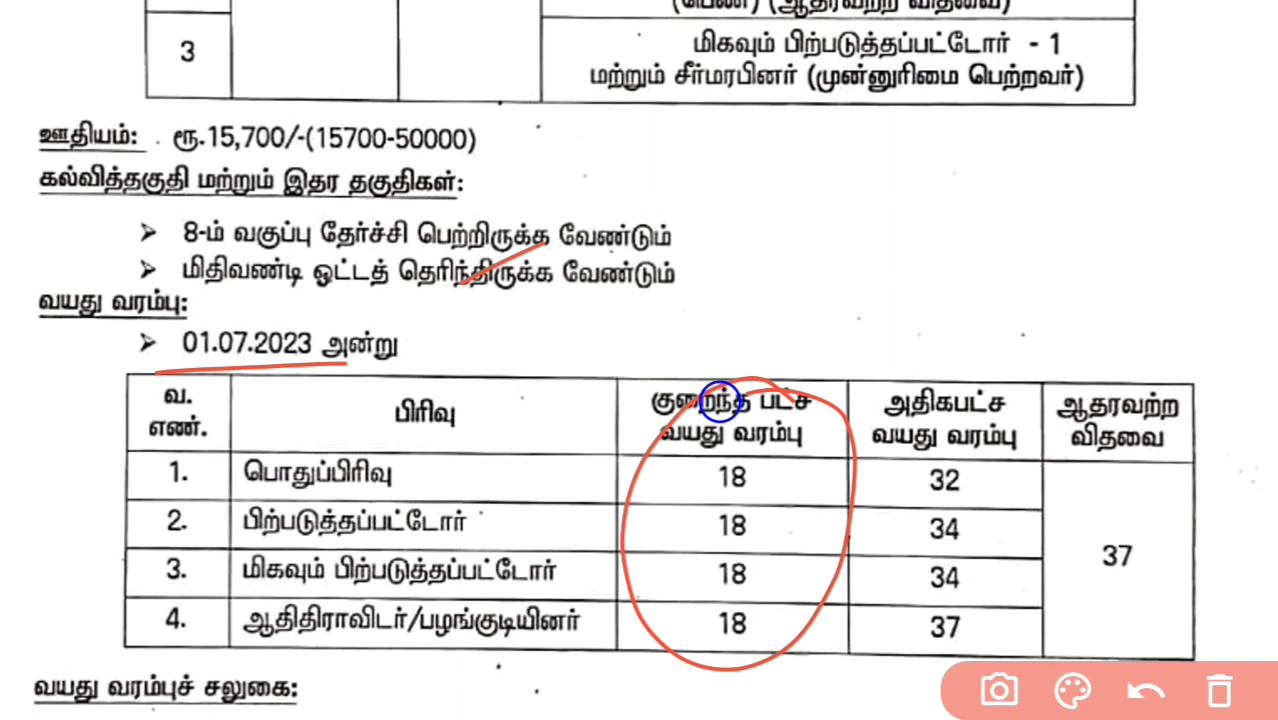 (பெண்) (ஆதரவற்ற விதவை)
3
மிகவும் பிற்படுத்தப்பட்டோர் - 1
மற்றும் சீர்மரபினர் (முன்னுரிமை பெற்றவர்)
ஊதியம்: ரூ.15,700/-(15700-50000)
கல்வித்தகுதி மற்றும் இதர தகுதிகள்:
➢ 8-ம் வகுப்பு தேர்ச்சி பெற்றிருக்க வேண்டும்
➢ மிதிவண்டி ஓட்டத் தெரிந்திருக்க வேண்டும்
வயது வரம்பு:
➢ 01.07.2023 அன்று
வ. எண். பிரிவு குறைந்த பட்ச வயது வரம்பு அதிகபட்ச வயது வரம்பு ஆதரவற்ற விதவை
1. பொதுப்பிரிவு 18 32
2. பிற்படுத்தப்பட்டோர் 18 34
37
3. மிகவும் பிற்படுத்தப்பட்டோர் 18 34
4. ஆதிதிராவிடர்/பழங்குடியினர் 18 37
வயது வரம்புச் சலுகை: